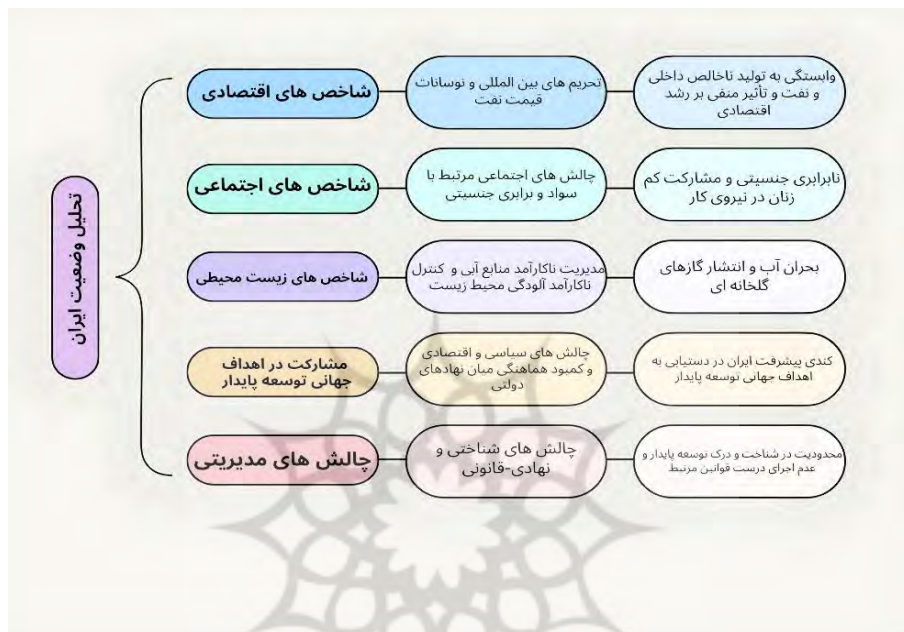 تحلیل وضعیت ایران
شاخص های اقتصادی
تحریم های بین المللی و نوسانات
قیمت نفت
وابستگی به تولید ناخالص داخلی
و نفت و تأثیر منفی بر رشد
اقتصادی
شاخص های اجتماعی
چالش های اجتماعی مرتبط با
سواد و برابری جنسیتی
نابرابری جنسیتی و مشارکت کم
زنان در نیروی کار
شاخص های زیست محیطی
مدیریت ناکارآمد منابع آبی و کنترل
ناکارآمد آلودگی محیط زیست
بحران آب و انتشار گازهای
گلخانه ای
مشارکت در اهداف
جهانی توسعه پایدار
چالش های سیاسی و اقتصادی
و کمبود هماهنگی میان نهادهای
دولتی
کندی پیشرفت ایران در دستیابی به
اهداف جهانی توسعه پایدار
چالش های مدیریتی
چالش های شناختی و
نهادی-قانونی
محدودیت در شناخت و درک توسعه پایدار و
عدم اجرای درست قوانین مرتبط